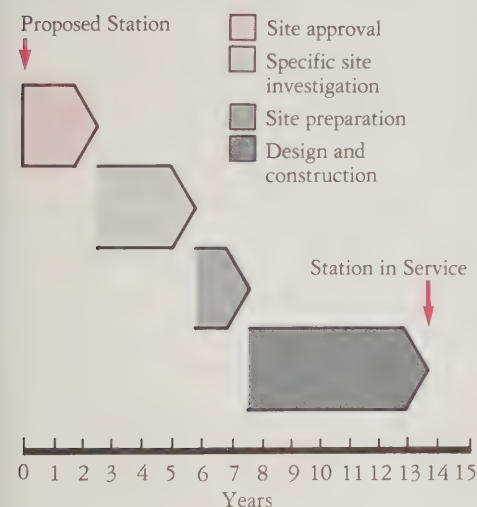 Proposed Station
Site approval
Specific site
investigation
Site preparation
Design and
construction
Station in Service
0 1 2 3 4 5 6 7 8 9 10 11 12 13 14 15
Years